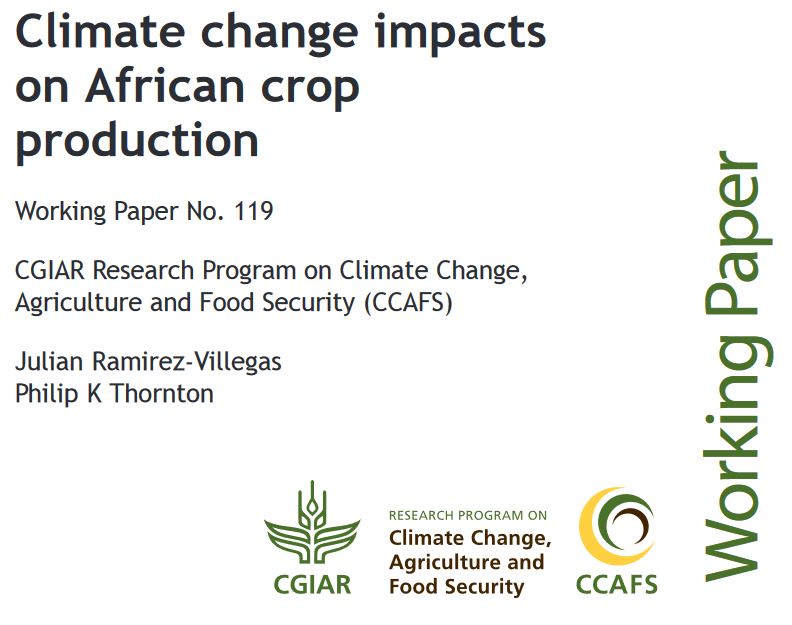 Climate change impacts
on African crop
production
Working Paper No. 119
CGIAR Research Program on Climate Change,
Agriculture and Food Security (CCAFS)
Julian Ramirez-Villegas
Philip K Thornton
Working Paper
CGIAR
RESEARCH PROGRAM ON
Climate Change,
Agriculture and
Food Security
CCAFS